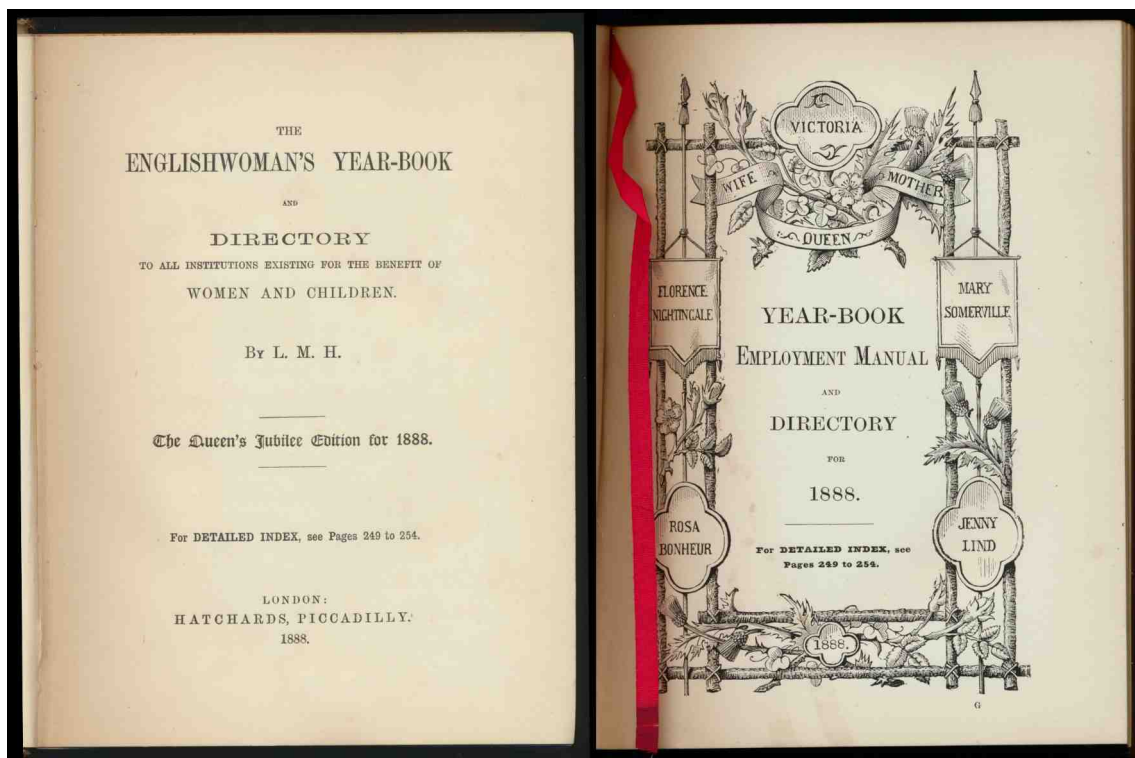 THE
ENGLISHWOMAN'S YEAR-BOOK
AND
DIRECTORY
TO ALL INSTITUTIONS EXISTING FOR THE BENEFIT OF
WOMEN AND CHILDREN.
By L. M. H.
The Queen's Jubilee Edition for 1888.
For DETAILED INDEX, see Pages 249 to 254.
LONDON:
HATCHARDS, PICCADILLY.
1888.
VICTORIA
WIFE
MOTHER
QUEEN
FLORENCE
NIGHTINGALE
MARY
SOMERVILLE
YEAR-BOOK
EMPLOYMENT MANUAL
AND
DIRECTORY
FOR
1888.
ROSA
BONHEUR
JENNY
LIND
For DETAILED INDEX, see
Pages 249 to 254.
1888.
G